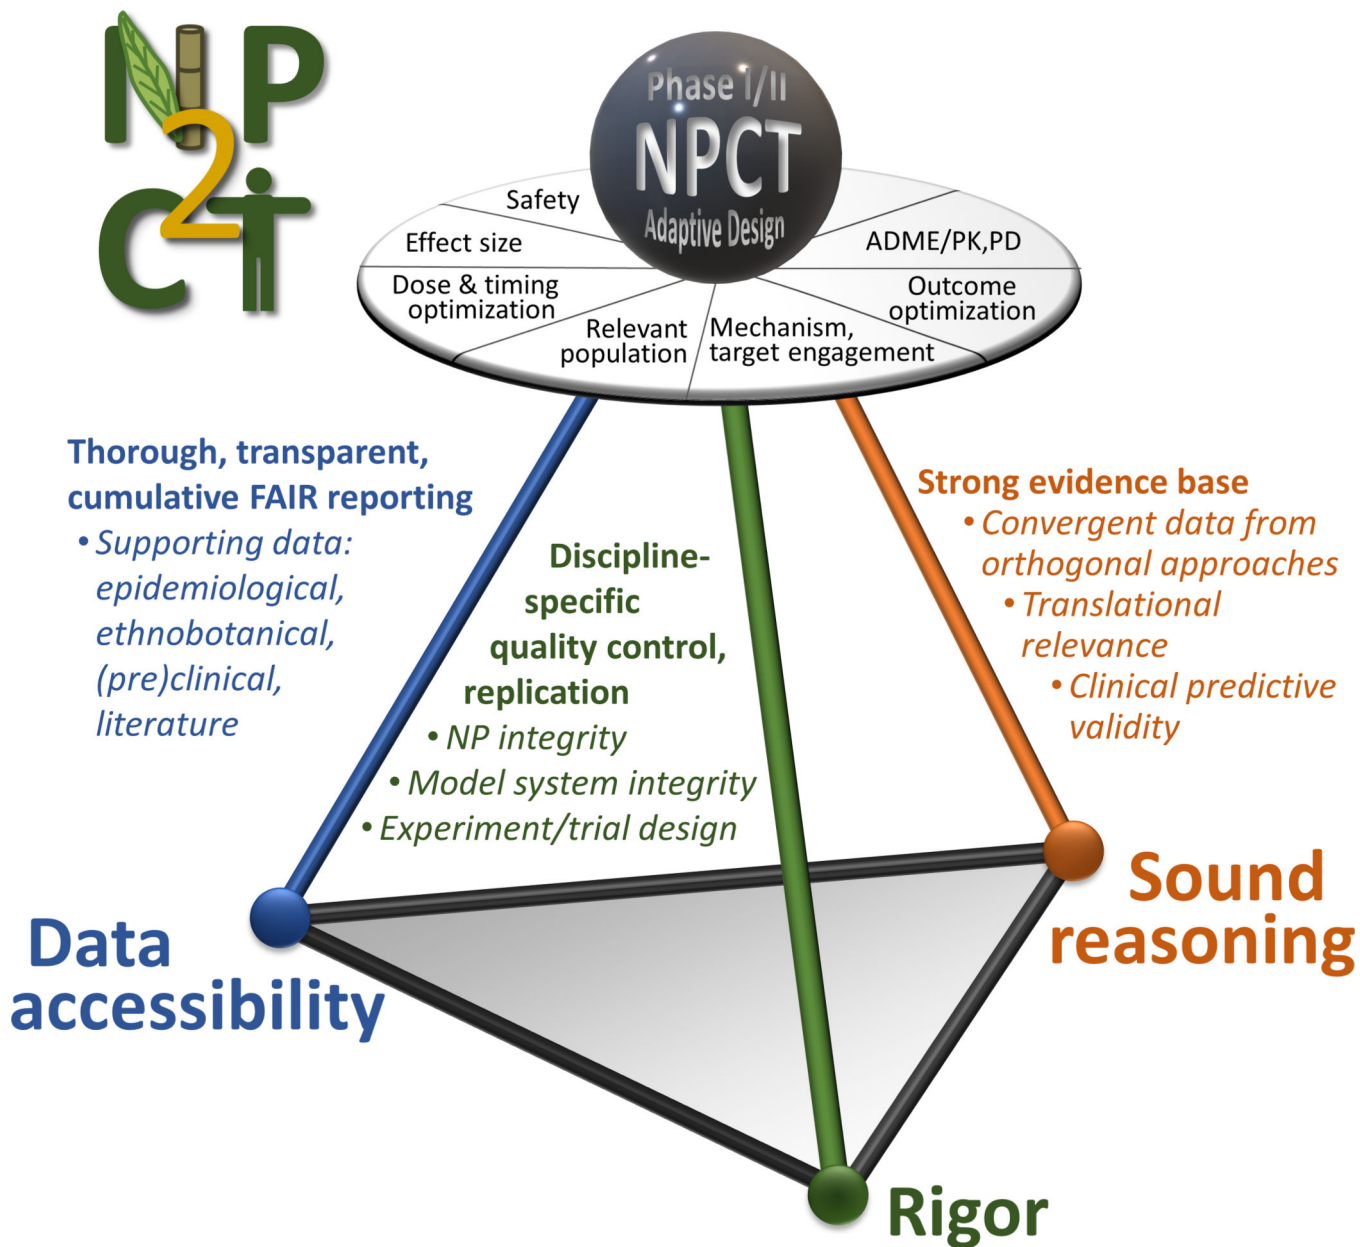 NP
2
CT
Phase I/II
NPCT
Adaptive Design
Safety
Effect size
Dose & timing
optimization
Relevant
population
Mechanism,
target engagement
Outcome
optimization
ADME/PK,PD
Thorough, transparent,
cumulative FAIR reporting
• Supporting data:
epidemiological,
ethnobotanical,
(pre)clinical,
literature
Discipline-
specific
quality control,
replication
• NP integrity
• Model system integrity
• Experiment/trial design
Strong evidence base
• Convergent data from
orthogonal approaches
• Translational
relevance
• Clinical predictive
validity
Data
accessibility
Sound
reasoning
Rigor